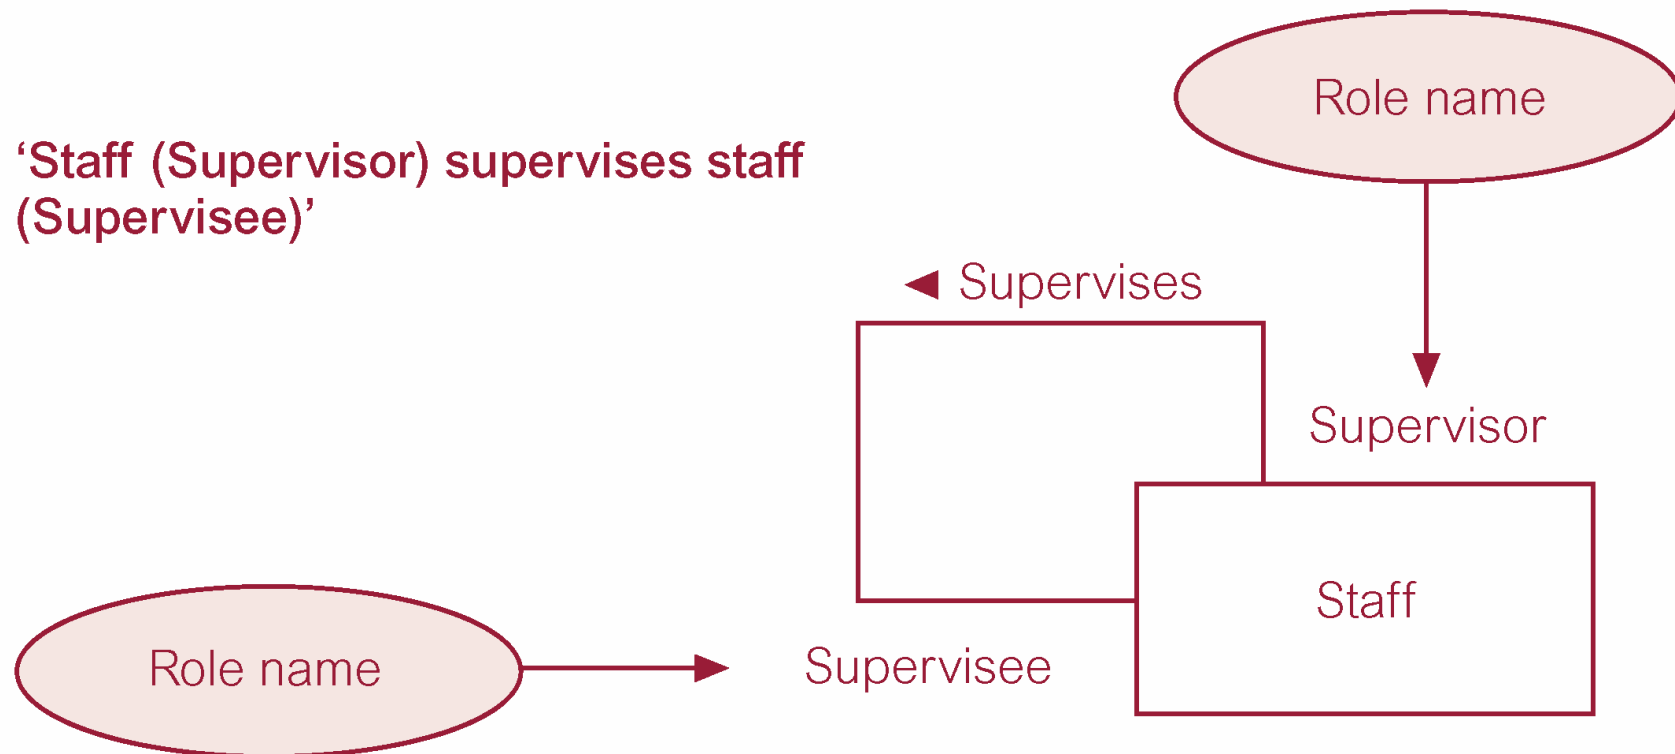 Role name
‘Staff (Supervisor) supervises staff
(Supervisee)’
◄ Supervises
Supervisor
Staff
Role name
Supervisee